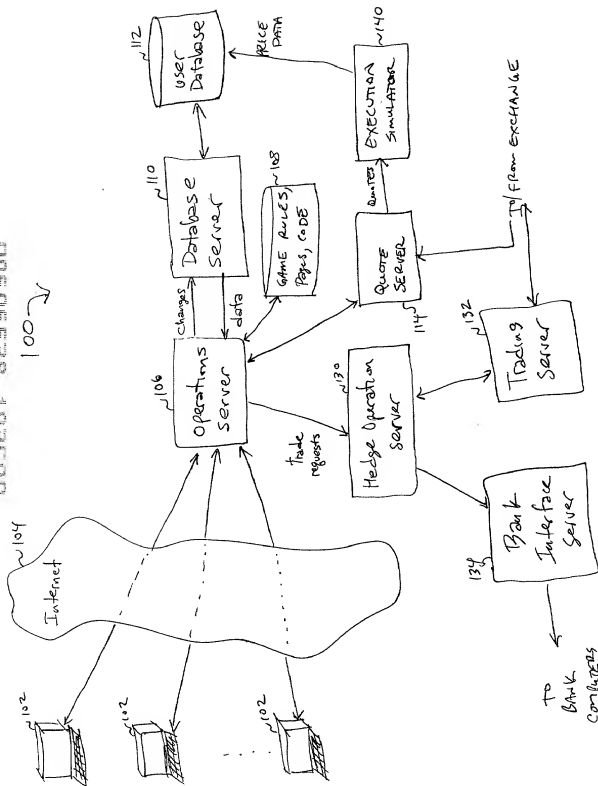 100
104
Internet
102
102
102
106
Operations
Server
changes
data
110
Database
Server
112
User
Database
108
GAME RULES,
Pages, CODE
PRICE
DATA
140
EXECUTION
SIMULATOR
QUOTES
QUOTE
SERVER
114
trade
requests
130
Hedge Operation
Server
To/From EXCHANGE
132
Trading
Server
134
Bank
Interface
Server
TO
BANK
COMPUTERS